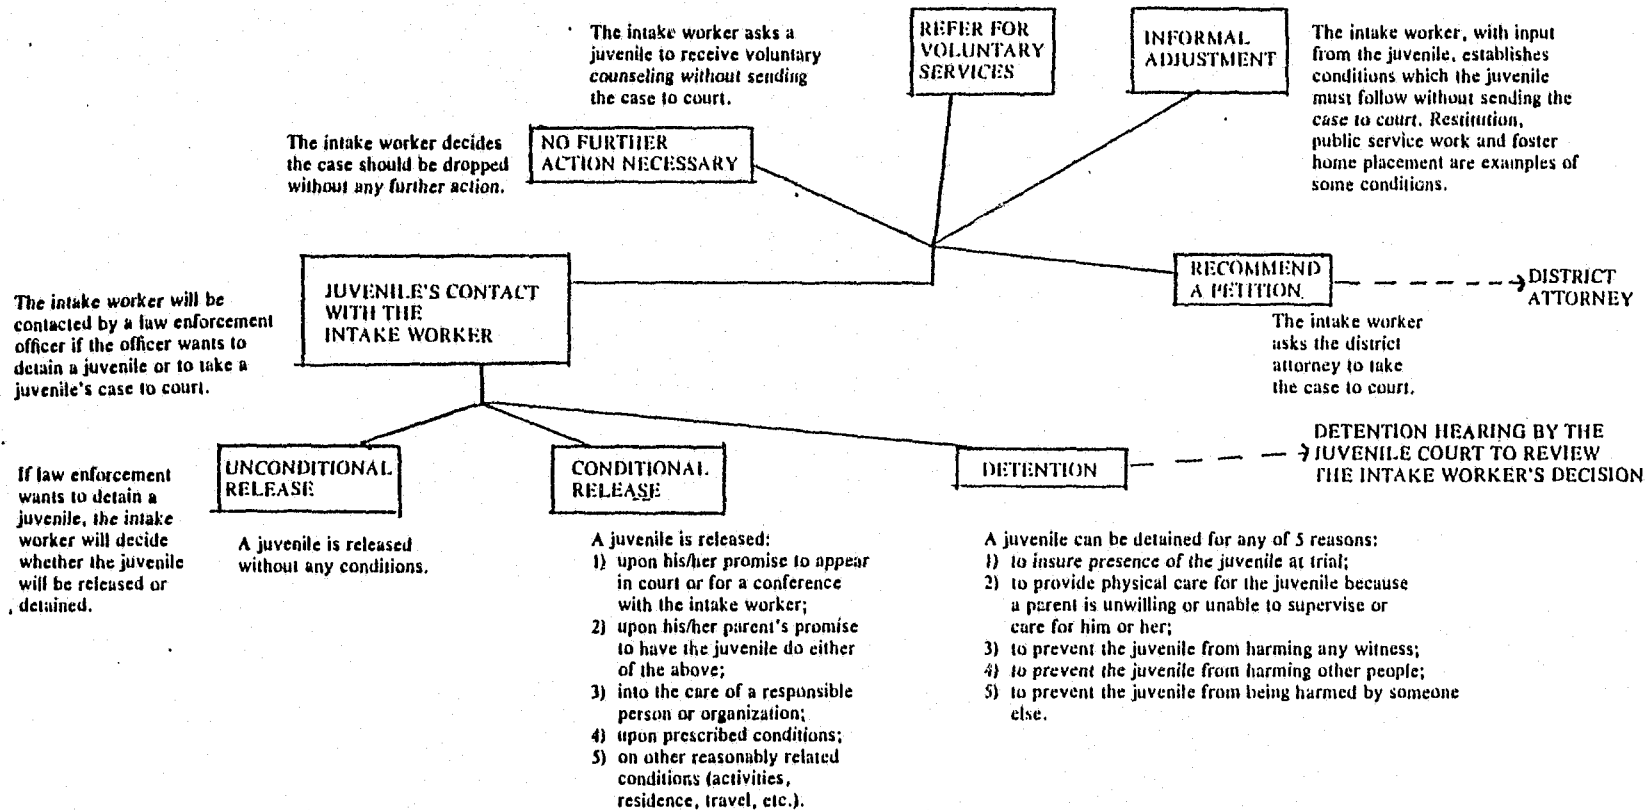 The intake worker asks a
juvenile to receive voluntary
counseling without sending
the case to court.
REFER FOR
VOLUNTARY
SERVICES
INFORMAL
ADJUSTMENT
The intake worker, with input
from the juvenile, establishes
conditions which the juvenile
must follow without sending the
case to court. Restitution,
public service work and foster
home placement are examples of
some conditions.
The intake worker decides
the case should be dropped
without any further action.
NO FURTHER
ACTION NECESSARY
The intake worker will be
contacted by a law enforcement
officer if the officer wants to
detain a juvenile or to take a
juvenile's case to court.
JUVENILE'S CONTACT
WITH THE
INTAKE WORKER
RECOMMEND
A PETITION
DISTRICT
ATTORNEY
The intake worker
asks the district
attorney to take
the case to court.
If law enforcement
wants to detain a
juvenile, the intake
worker will decide
whether the juvenile
will be released or
detained.
UNCONDITIONAL
RELEASE
A juvenile is released
without any conditions.
CONDITIONAL
RELEASE
A juvenile is released:
1) upon his/her promise to appear
in court or for a conference
with the intake worker;
2) upon his/her parent's promise
to have the juvenile do either
of the above;
3) into the care of a responsible
person or organization;
4) upon prescribed conditions;
5) on other reasonably related
conditions (activities,
residence, travel, etc.).
DETENTION
DETENTION HEARING BY THE
JUVENILE COURT TO REVIEW
THE INTAKE WORKER'S DECISION
A juvenile can be detained for any of 5 reasons:
1) to insure presence of the juvenile at trial;
2) to provide physical care for the juvenile because
a parent is unwilling or unable to supervise or
care for him or her;
3) to prevent the juvenile from harming any witness;
4) to prevent the juvenile from harming other people;
5) to prevent the juvenile from being harmed by someone
else.